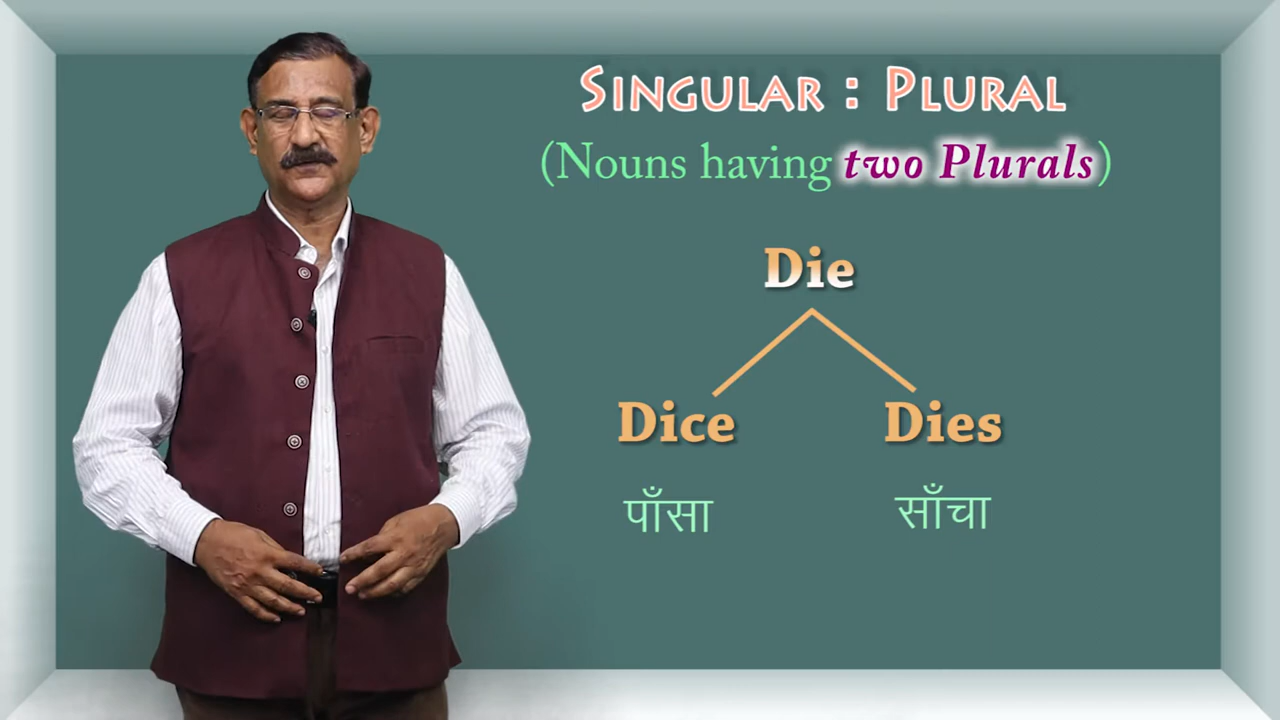 SINGULAR : PLURAL
(Nouns having two Plurals)
Die
Dice Dies
पाँसा साँचा